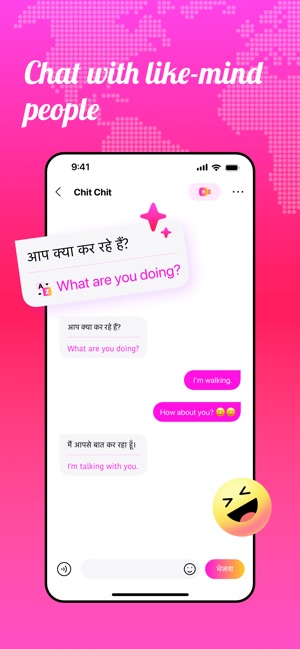 Chat with like-mind
people
9:41
Chit Chit
आप क्या कर रहे हैं?
What are you doing?
आप क्या कर रहे हैं?
What are you doing?
I'm walking.
How about you? 😄😄
मैं आपसे बात कर रहा हूँ।
I'm talking with you.
भेजना